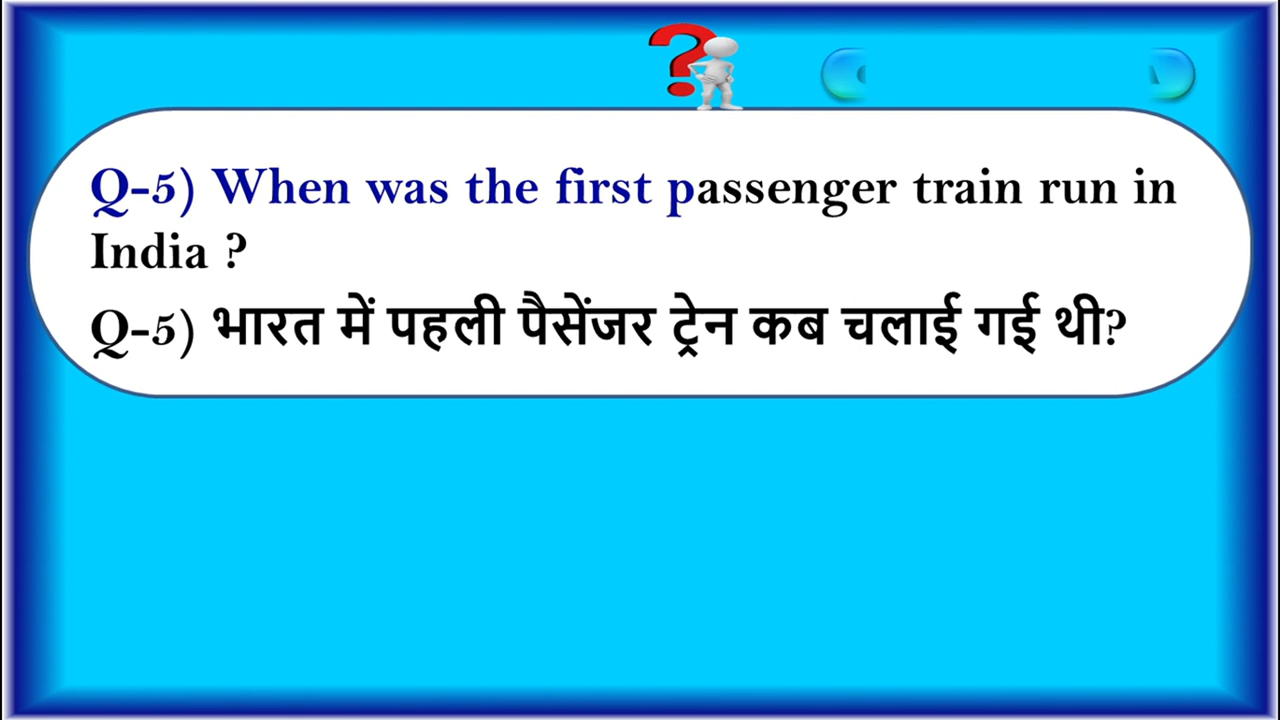 Q-5) When was the first passenger train run in
India ?
Q-5) भारत में पहली पैसेंजर ट्रेन कब चलाई गई थी?